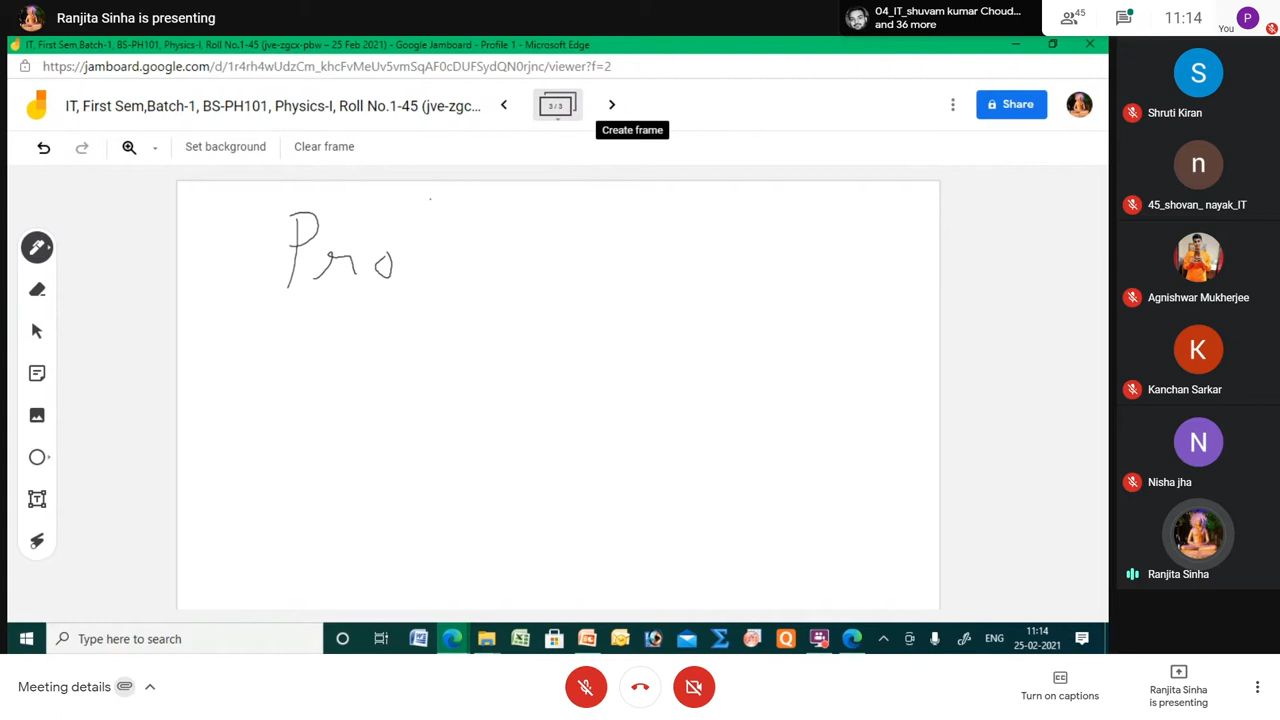 Ranjita Sinha is presenting
04_IT_shuvam kumar Choud...
and 36 more
45
11:14
You
P
IT, First Sem,Batch-1, BS-PH101, Physics-I, Roll No.1-45 (jve-zgcx-pbw – 25 Feb 2021) - Google Jamboard - Profile 1 - Microsoft Edge
https://jamboard.google.com/d/1r4rh4wUdzCm_khcFvMeUv5vmSqAF0cDUFSydQN0rjnc/viewer?f=2
IT, First Sem,Batch-1, BS-PH101, Physics-I, Roll No.1-45 (jve-zgc...
3 / 3
Share
Create frame
Set background
Clear frame
Pro
S
Shruti Kiran
n
45_shovan_ nayak_IT
Agnishwar Mukherjee
K
Kanchan Sarkar
N
Nisha jha
Ranjita Sinha
Type here to search
ENG
11:14
25-02-2021
Meeting details
Turn on captions
Ranjita Sinha
is presenting